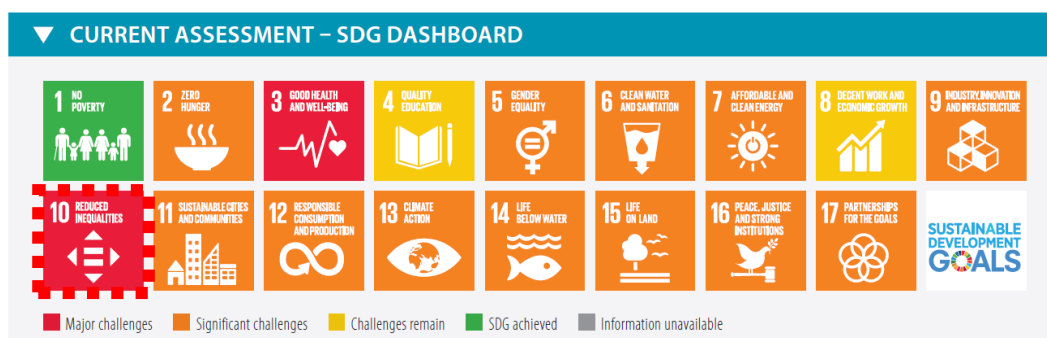 CURRENT ASSESSMENT – SDG DASHBOARD
1 NO
POVERTY
2 ZERO
HUNGER
3 GOOD HEALTH
AND WELL-BEING
4 QUALITY
EDUCATION
5 GENDER
EQUALITY
6 CLEAN WATER
AND SANITATION
7 AFFORDABLE AND
CLEAN ENERGY
8 DECENT WORK AND
ECONOMIC GROWTH
9 INDUSTRY, INNOVATION
AND INFRASTRUCTURE
10 REDUCED
INEQUALITIES
11 SUSTAINABLE CITIES
AND COMMUNITIES
12 RESPONSIBLE
CONSUMPTION
AND PRODUCTION
13 CLIMATE
ACTION
14 LIFE
BELOW WATER
15 LIFE
ON LAND
16 PEACE, JUSTICE
AND STRONG
INSTITUTIONS
17 PARTNERSHIPS
FOR THE GOALS
SUSTAINABLE
DEVELOPMENT
GOALS
Major challenges
Significant challenges
Challenges remain
SDG achieved
Information unavailable